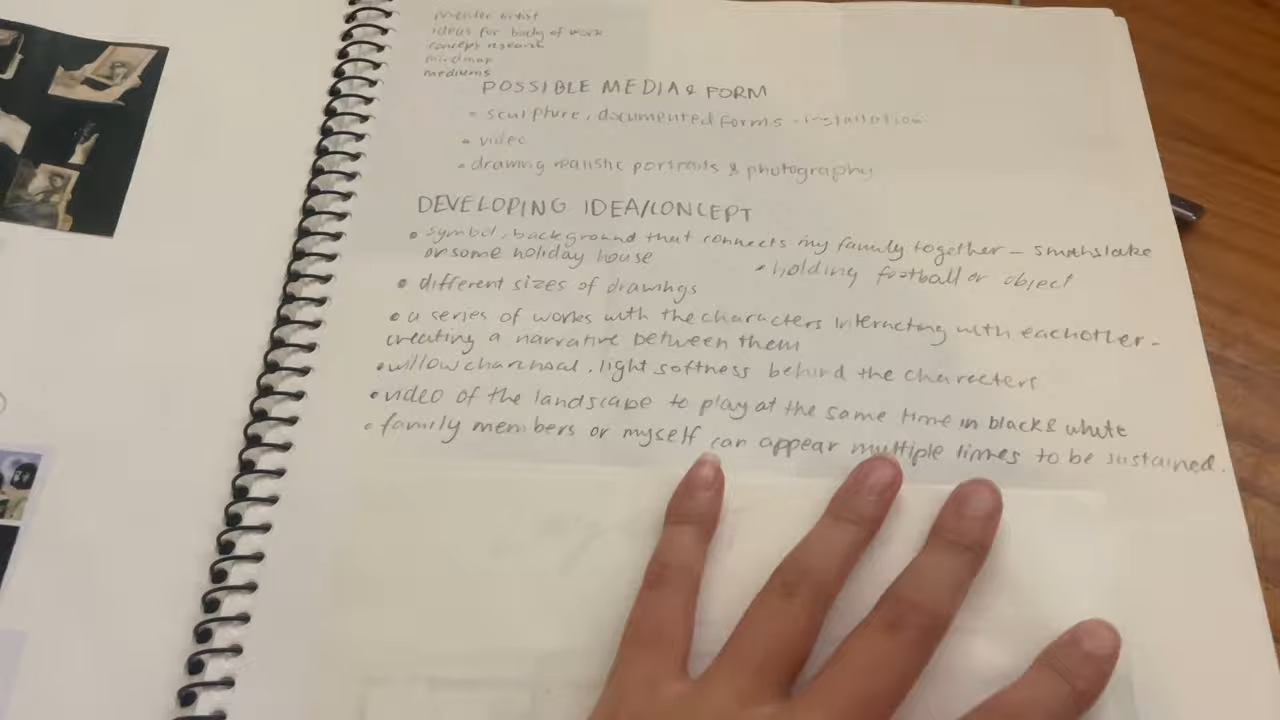 mentor artist
ideas for body of work
concept research
mindmap
mediums
POSSIBLE MEDIA & FORM
• sculpture, documented forms - installation.
• video
• drawing realistic portraits & photography
DEVELOPING IDEA/CONCEPT
• symbol, background that connects my family together - smithslake
or some holiday house
• holding football or object
• different sizes of drawings
• a series of works with the characters interacting with eachother -
creating a narrative between them
• willow charchoal, light softness behind the characters
• video of the landscape to play at the same time in black & white
• family members or myself can appear multiple times to be sustained.